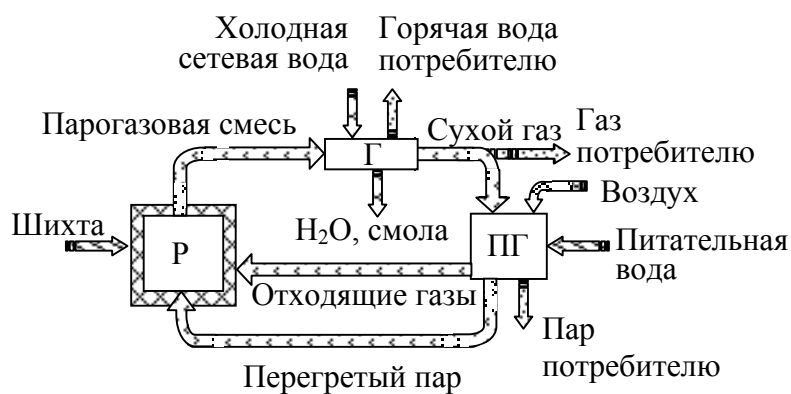 Холодная
сетевая вода
Горячая вода
потребителю
Парогазовая смесь
Г
Сухой газ
Газ
потребителю
Воздух
Шихта
Р
H₂O, смола
ПГ
Питательная
вода
Отходящие газы
Пар
потребителю
Перегретый пар